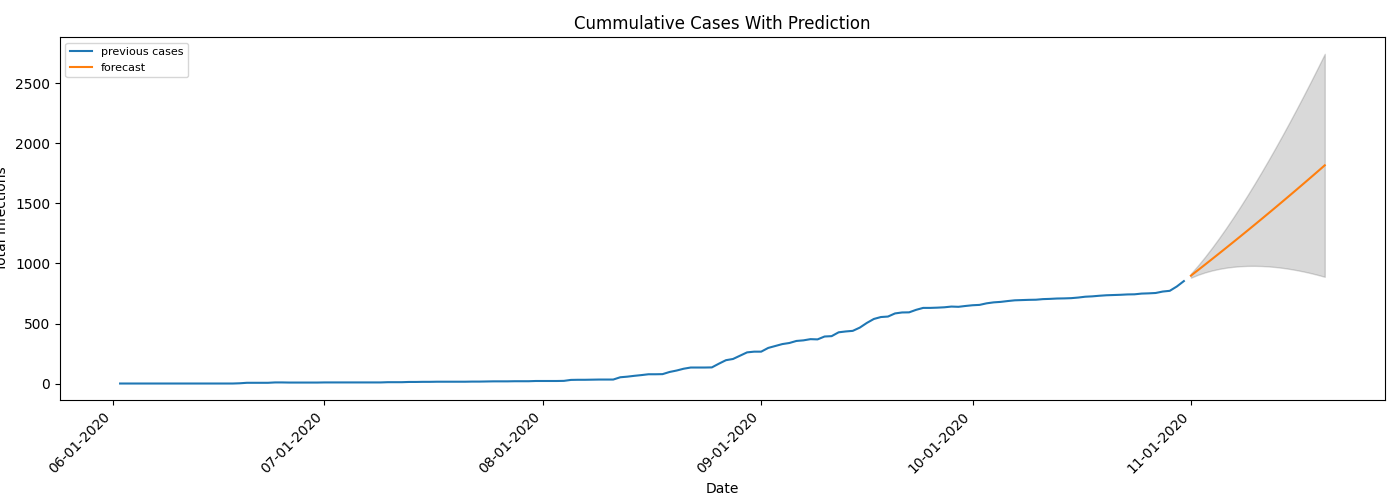 Cummulative Cases With Prediction
previous cases
forecast
2500
2000
1500
1000
500
0
Total Infections
06-01-2020
07-01-2020
08-01-2020
09-01-2020
10-01-2020
11-01-2020
Date